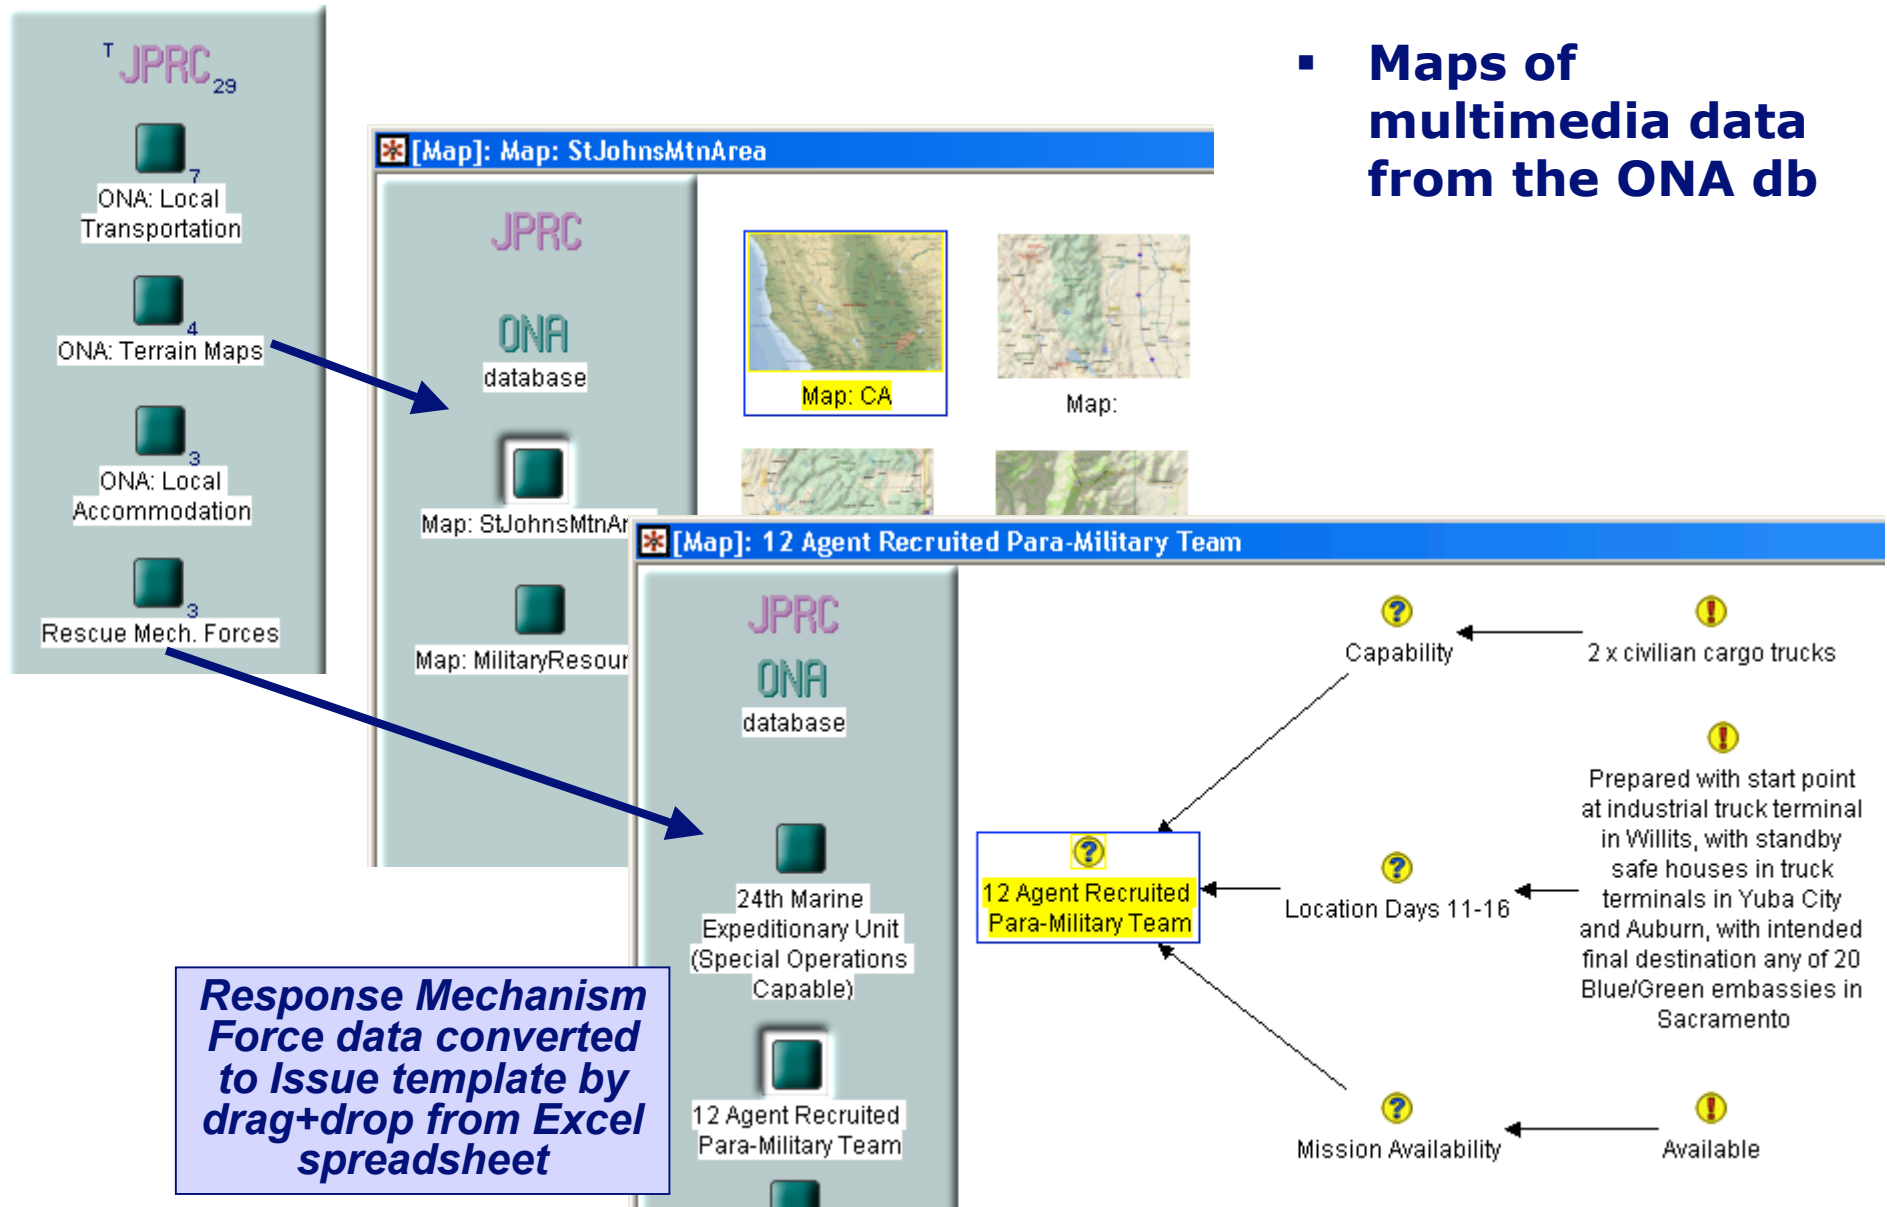 T JPRC 29
7
ONA: Local
Transportation
4
ONA: Terrain Maps
3
ONA: Local
Accommodation
3
Rescue Mech. Forces
▪ Maps of
multimedia data
from the ONA db
[Map]: Map: StJohnsMtnArea
JPRC
ONA
database
Map: StJohnsMtnAr
Map: MilitaryResour
Map: CA
Map:
[Map]: 12 Agent Recruited Para-Military Team
JPRC
ONA
database
24th Marine
Expeditionary Unit
(Special Operations
Capable)
12 Agent Recruited
Para-Military Team
Capability
2 x civilian cargo trucks
12 Agent Recruited
Para-Military Team
Location Days 11-16
Prepared with start point
at industrial truck terminal
in Willits, with standby
safe houses in truck
terminals in Yuba City
and Auburn, with intended
final destination any of 20
Blue/Green embassies in
Sacramento
Mission Availability
Available
Response Mechanism
Force data converted
to Issue template by
drag+drop from Excel
spreadsheet